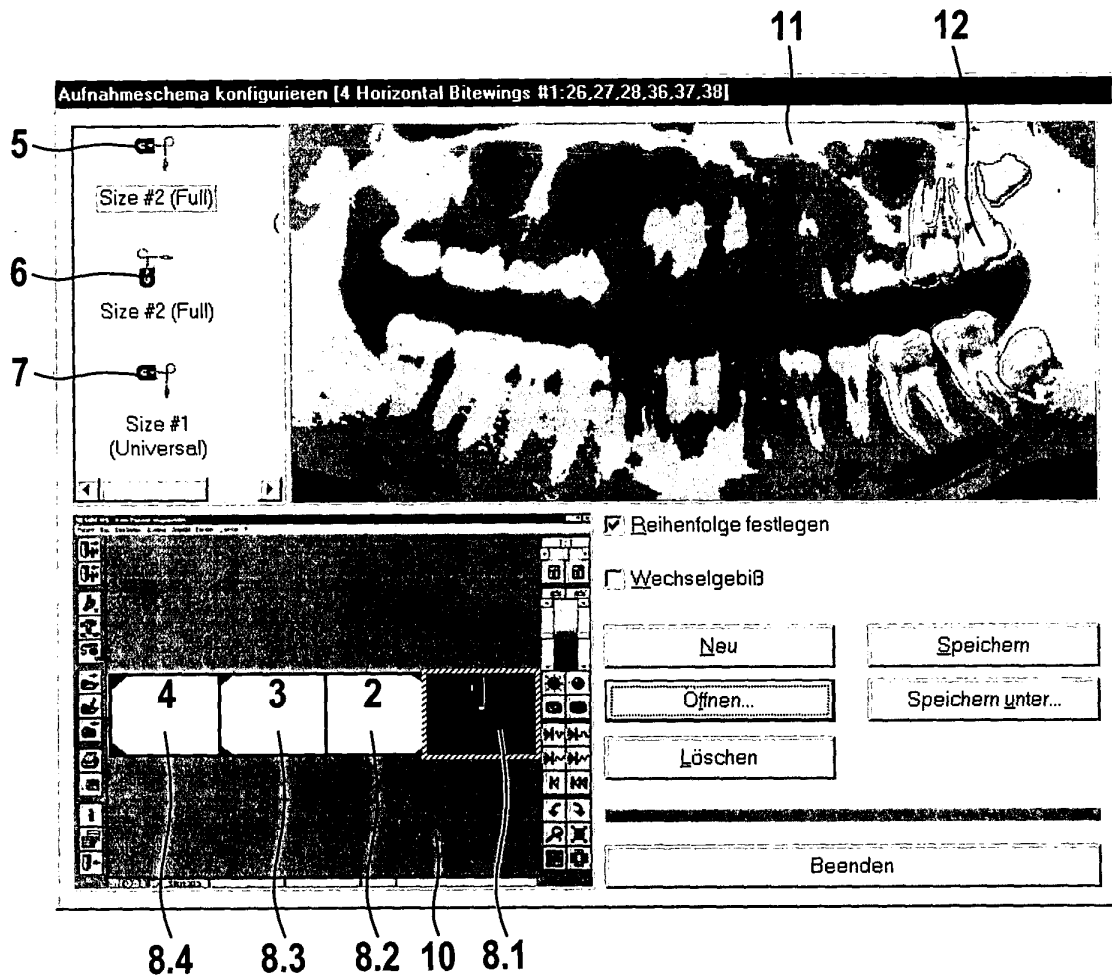 11 12
Aufnahmeschema konfigurieren [4 Horizontal Bitewings #1:26,27,28,36,37,38]
5
Size #2 (Full)
6
Size #2 (Full)
7
Size #1
(Universal)
Reihenfolge festlegen
Wechselgebiß
Neu Speichern
Öffnen... Speichern unter...
Löschen
Beenden
4 3 2 1
8.4 8.3 8.2 10 8.1